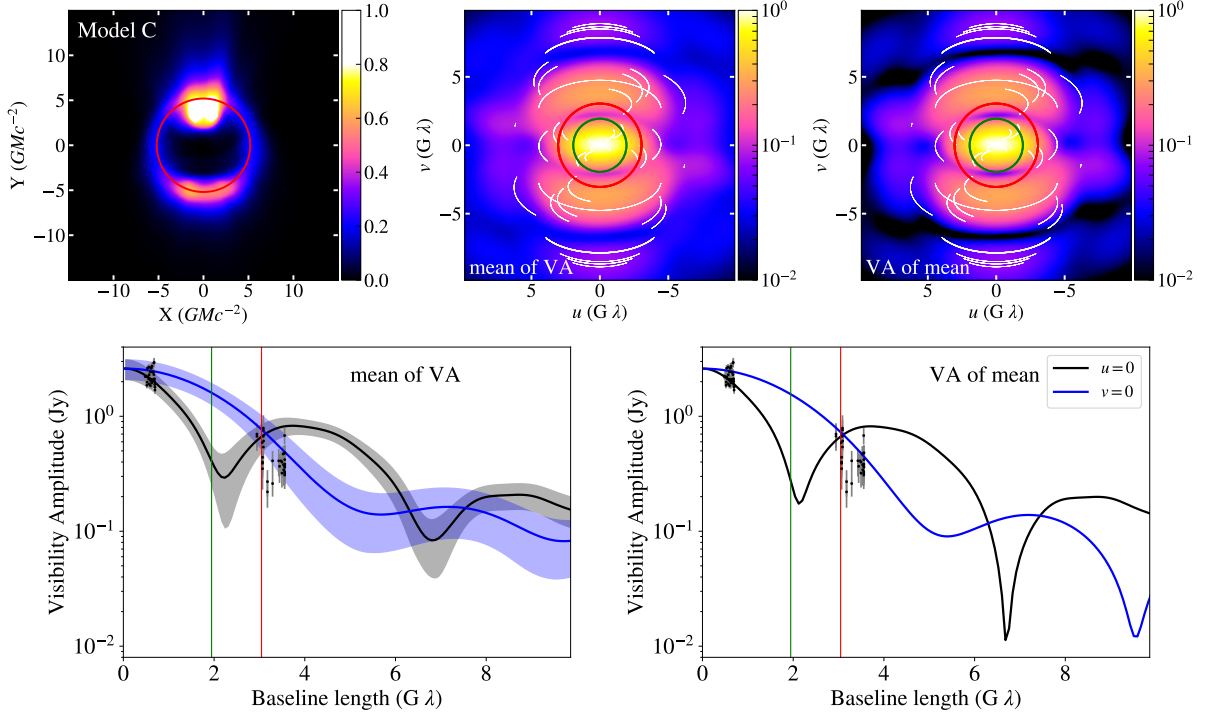 Model C
Y (GMc⁻²)
10
5
0
−5
−10
−10
−5
0
5
10
X (GMc⁻²)
1.0
0.8
0.6
0.4
0.2
0.0
mean of VA
v (G λ)
5
0
−5
5
0
−5
u (G λ)
10⁰
10⁻¹
10⁻²
VA of mean
v (G λ)
5
0
−5
5
0
−5
u (G λ)
10⁰
10⁻¹
10⁻²
mean of VA
Visibility Amplitude (Jy)
10⁰
10⁻¹
10⁻²
0
2
4
6
8
Baseline length (G λ)
VA of mean
u = 0
v = 0
Visibility Amplitude (Jy)
10⁰
10⁻¹
10⁻²
0
2
4
6
8
Baseline length (G λ)